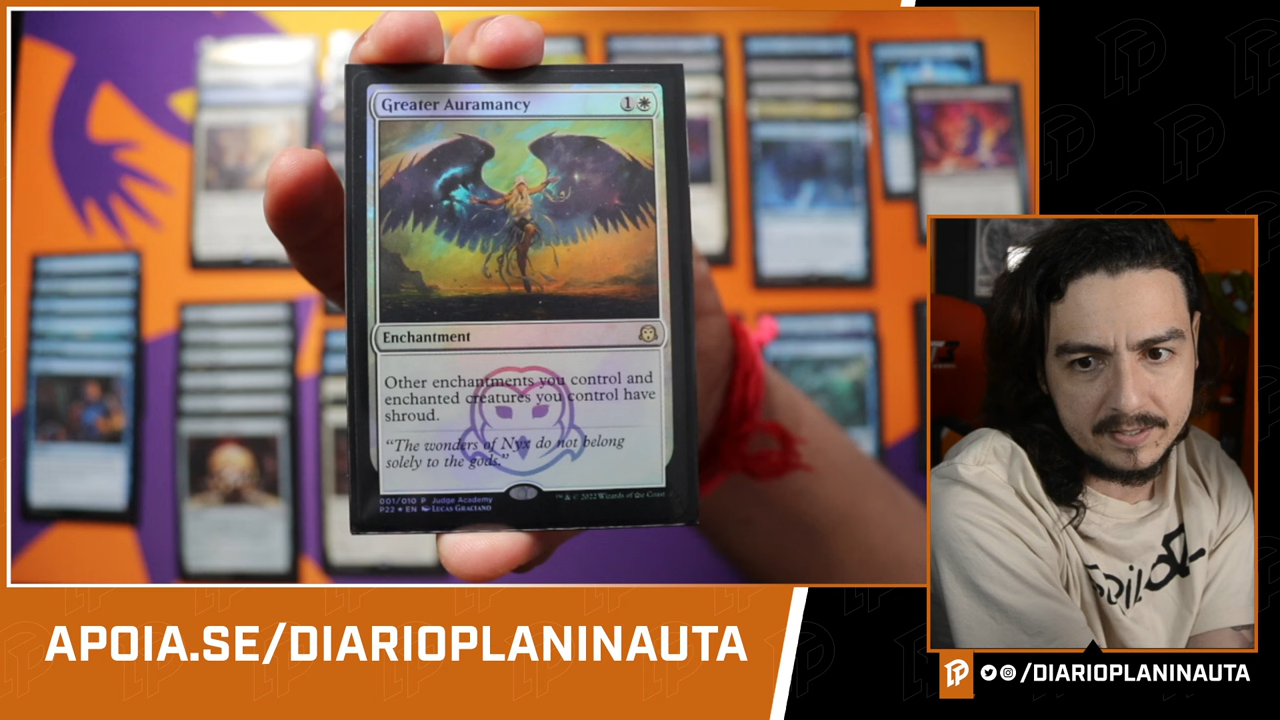 Greater Auramancy
1
Enchantment
Other enchantments you control and
enchanted creatures you control have
shroud.
“The wonders of Nyx do not belong
solely to the gods.”
001/010 P Judge Academy
P22 ★ EN Lucas Graciano
™ & © 2022 Wizards of the Coast
APOIA.SE/DIARIOPLANINAUTA
/DIARIOPLANINAUTA